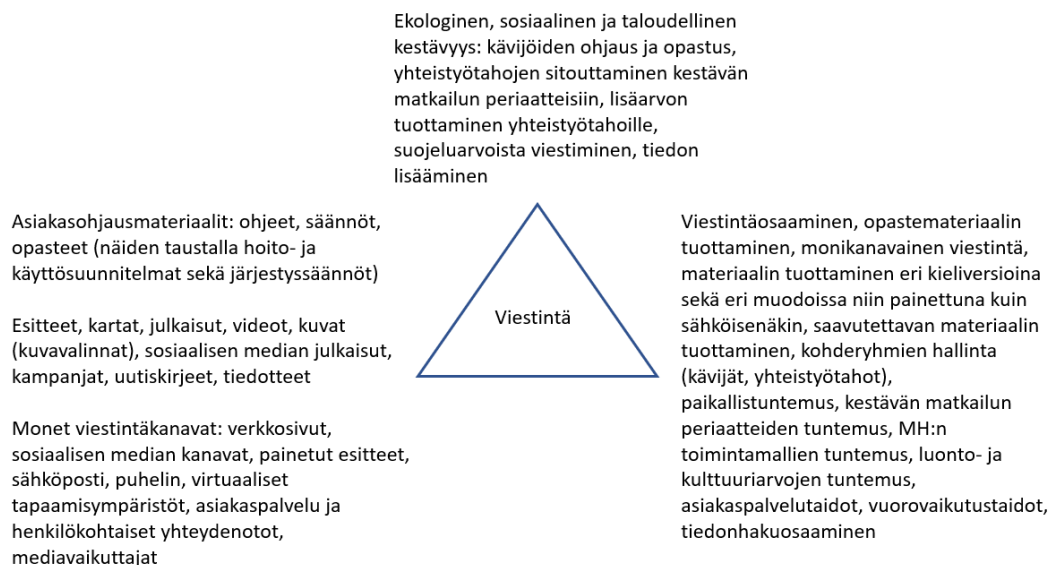 Ekologinen, sosiaalinen ja taloudellinen
kestävyys: kävijöiden ohjaus ja opastus,
yhteistyötahojen sitouttaminen kestävän
matkailun periaatteisiin, lisäarvon
tuottaminen yhteistyötahoille,
suojeluarvoista viestiminen, tiedon
lisääminen
Asiakasohjausmateriaalit: ohjeet, säännöt,
opasteet (näiden taustalla hoito- ja
käyttösuunnitelmat sekä järjestyssäännöt)
Esitteet, kartat, julkaisut, videot, kuvat
(kuvavalinnat), sosiaalisen median julkaisut,
kampanjat, uutiskirjeet, tiedotteet
Monet viestintäkanavat: verkkosivut,
sosiaalisen median kanavat, painetut esitteet,
sähköposti, puhelin, virtuaaliset
tapaamisympäristöt, asiakaspalvelu ja
henkilökohtaiset yhteydenotot,
mediavaikuttajat
Viestintä
Viestintäosaaminen, opastemateriaalin
tuottaminen, monikanavainen viestintä,
materiaalin tuottaminen eri kieliversioina
sekä eri muodoissa niin painettuna kuin
sähköisenäkin, saavutettavan materiaalin
tuottaminen, kohderyhmien hallinta
(kävijät, yhteistyötahot),
paikallistuntemus, kestävän matkailun
periaatteiden tuntemus, MH:n
toimintamallien tuntemus, luonto- ja
kulttuuriarvojen tuntemus,
asiakaspalvelutaidot, vuorovaikutustaidot,
tiedonhakuosaaminen